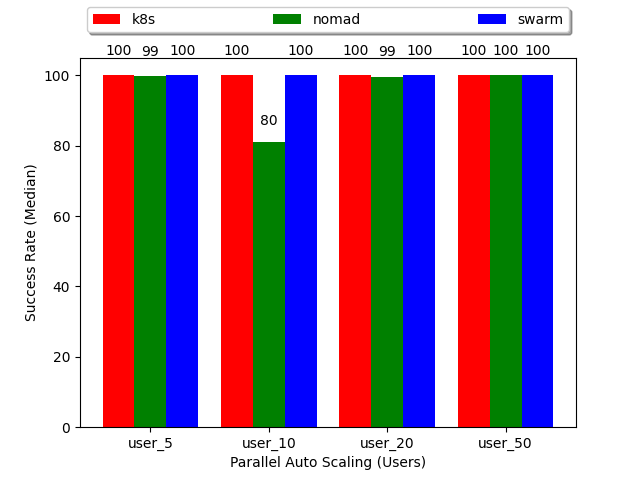 k8s nomad swarm
100 99 100 100 100 100 99 100 100 100 100
80
100
80
60
40
20
0
Success Rate (Median)
user_5 user_10 user_20 user_50
Parallel Auto Scaling (Users)